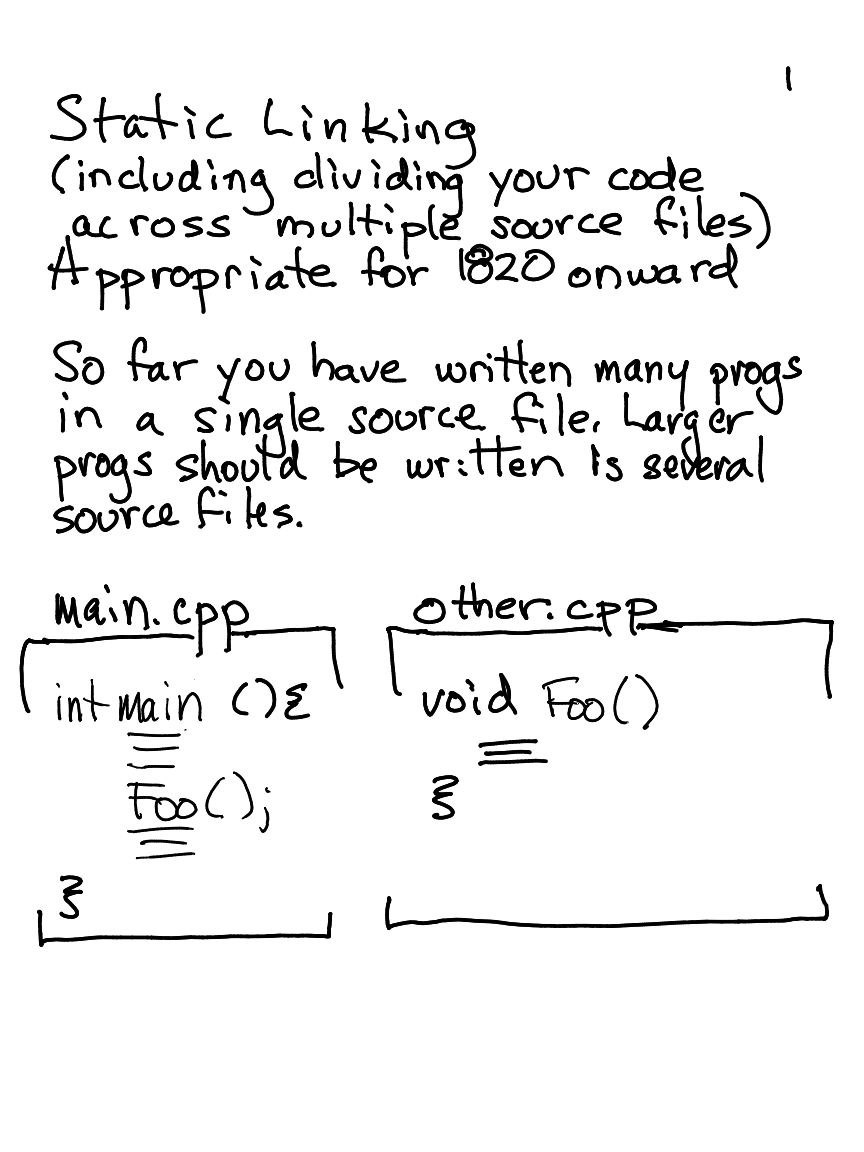 1
Static Linking
(including dividing your code
across multiple source files)
Appropriate for 1820 onward
So far you have written many progs
in a single source file. Larger
progs should be written is several
source files.
main.cpp
int main (){
Foo();
}
other.cpp
void Foo()
}